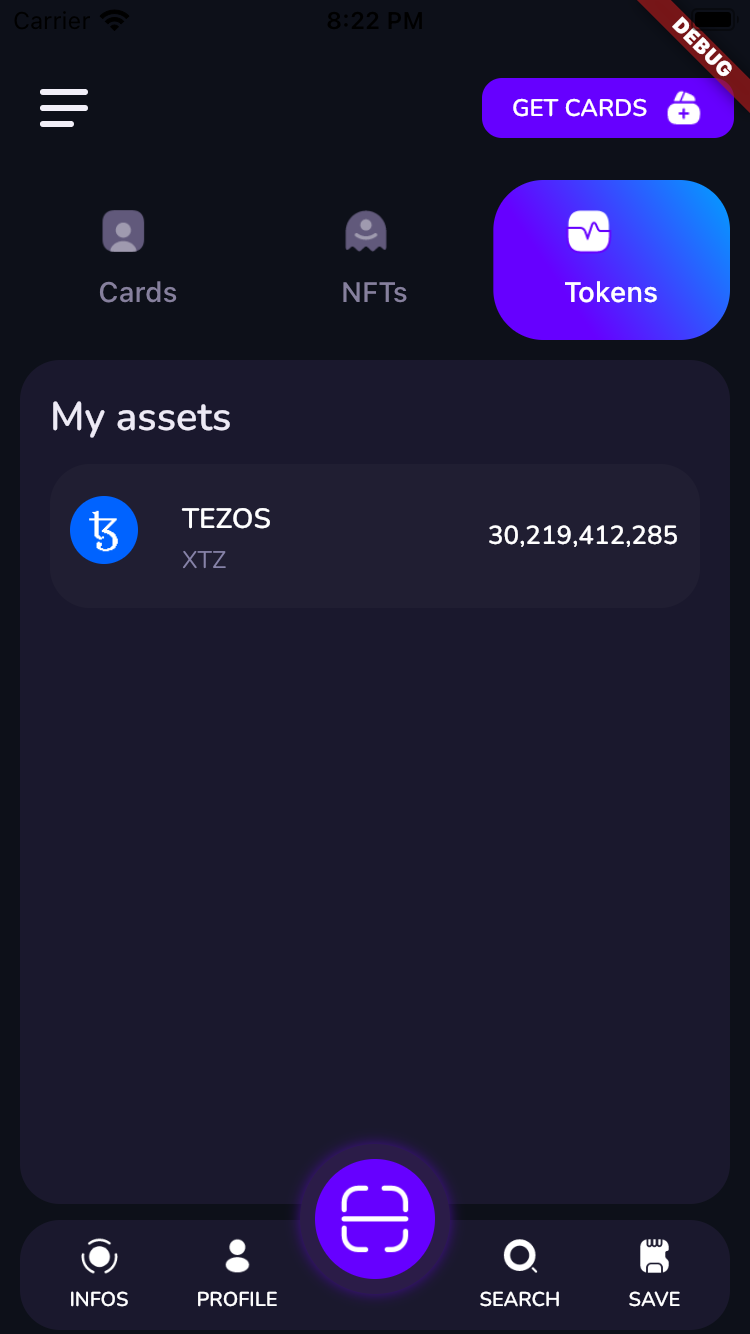 Carrier 8:22 PM
DEBUG
GET CARDS
Cards NFTs Tokens
My assets
TEZOS
30,219,412,285
XTZ
INFOS PROFILE SEARCH SAVE